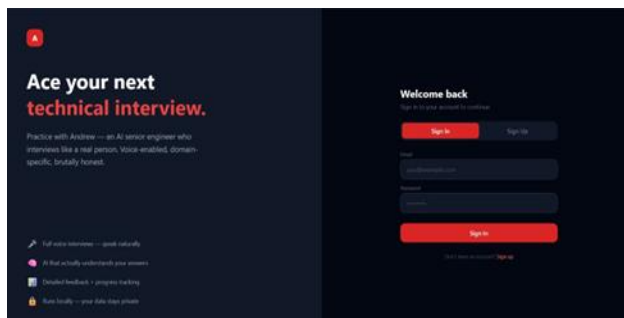 A
Ace your next
technical interview.
Practice with Andrew — an AI senior engineer who
interviews like a real person. Voice-enabled, domain-
specific, brutally honest.
Full voice interviews — speak naturally
AI that actually understands your answers
Detailed feedback + progress tracking
Runs locally — your data stays private
Welcome back
Sign in to your account to continue
Sign In
Sign Up
Email
you@example.com
Password
Sign In
Don't have an account? Sign up